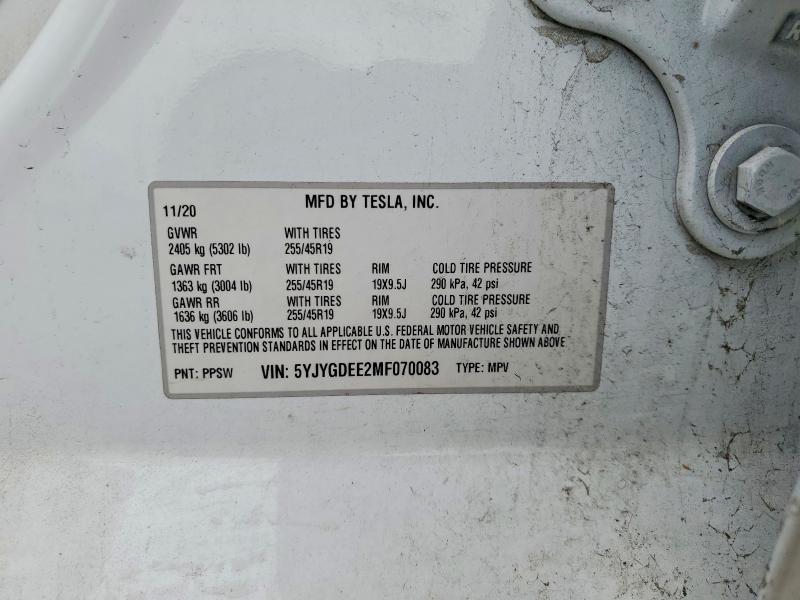 11/20 MFD BY TESLA, INC.
GVWR WITH TIRES
2405 kg (5302 lb) 255/45R19
GAWR FRT WITH TIRES RIM COLD TIRE PRESSURE
1363 kg (3004 lb) 255/45R19 19X9.5J 290 kPa, 42 psi
GAWR RR WITH TIRES RIM COLD TIRE PRESSURE
1636 kg (3606 lb) 255/45R19 19X9.5J 290 kPa, 42 psi
THIS VEHICLE CONFORMS TO ALL APPLICABLE U.S. FEDERAL MOTOR VEHICLE SAFETY AND
THEFT PREVENTION STANDARDS IN EFFECT ON THE DATE OF MANUFACTURE SHOWN ABOVE
PNT: PPSW VIN: 5YJYGDEE2MF070083 TYPE: MPV